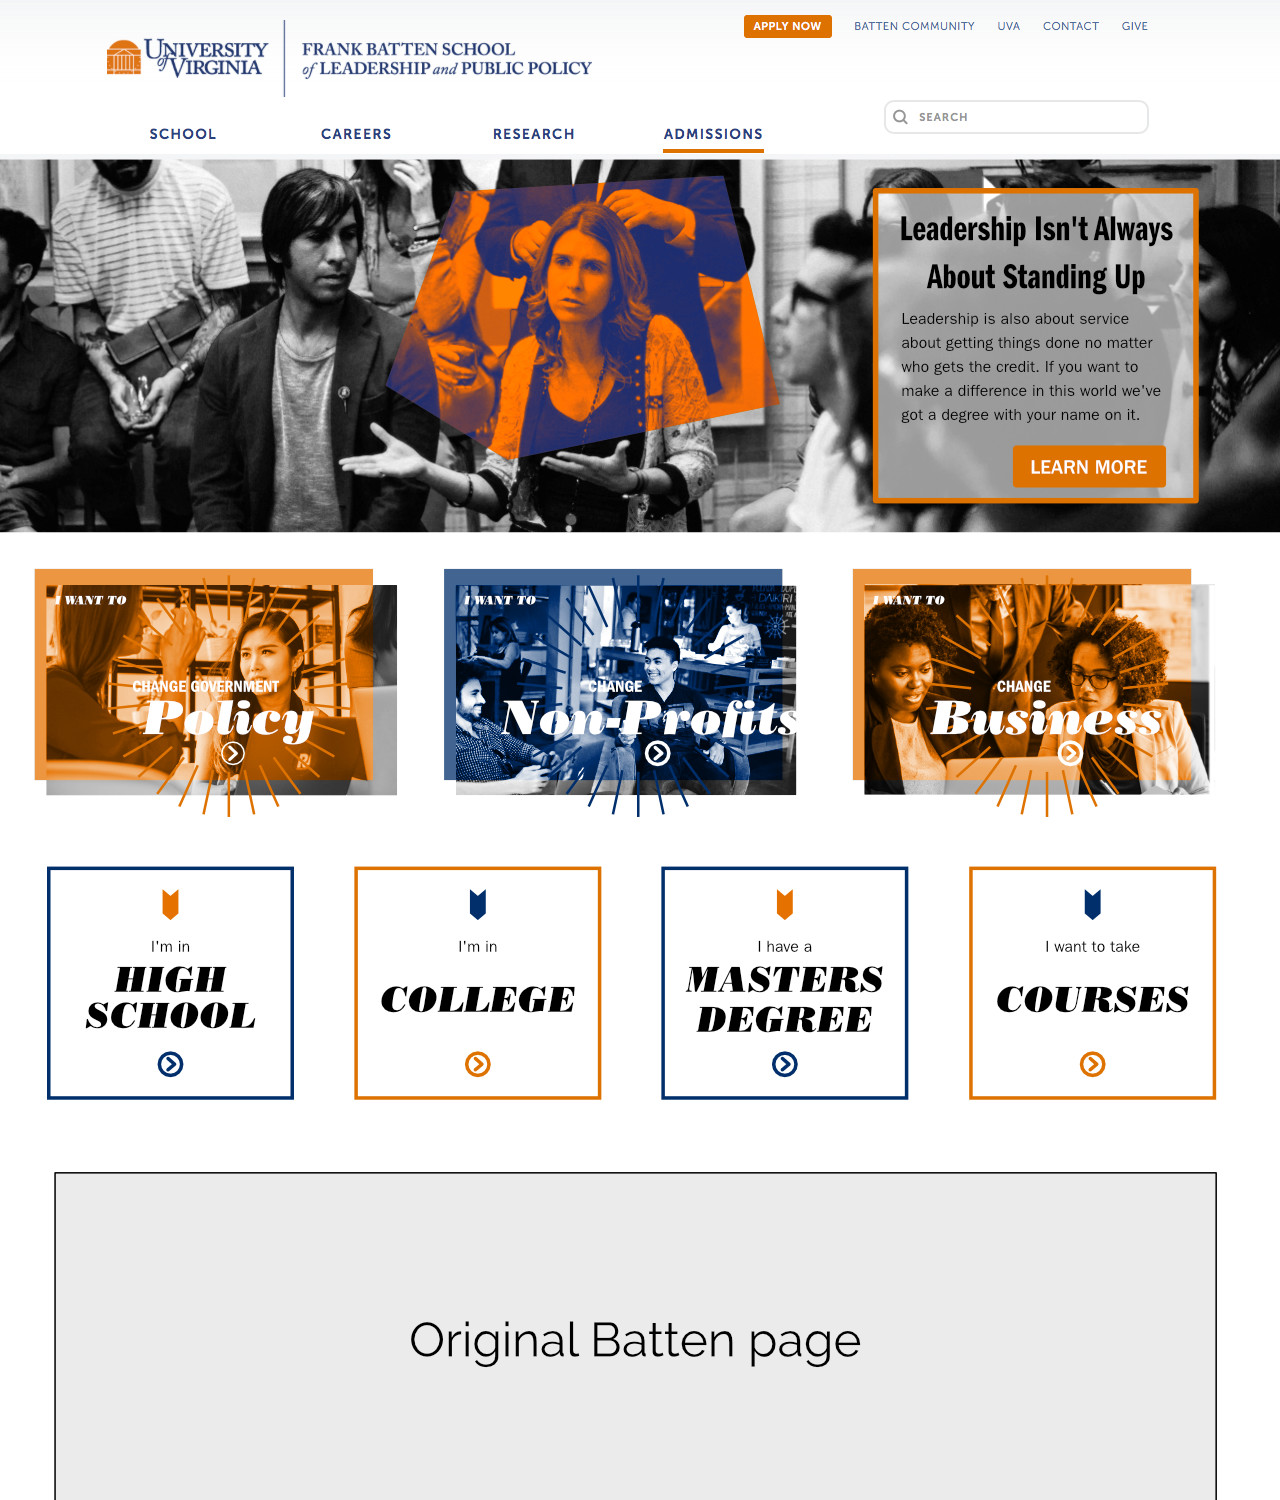 APPLY NOW
BATTEN COMMUNITY
UVA
CONTACT
GIVE
UNIVERSITY
of VIRGINIA
FRANK BATTEN SCHOOL
of LEADERSHIP and PUBLIC POLICY
SEARCH
SCHOOL
CAREERS
RESEARCH
ADMISSIONS
Leadership Isn't Always
About Standing Up
Leadership is also about service
about getting things done no matter
who gets the credit. If you want to
make a difference in this world we've
got a degree with your name on it.
LEARN MORE
I WANT TO
CHANGE GOVERNMENT
Policy
I WANT TO
CHANGE
Non-Profits
I WANT TO
CHANGE
Business
I'm in
HIGH
SCHOOL
I'm in
COLLEGE
I have a
MASTERS
DEGREE
I want to take
COURSES
Original Batten page